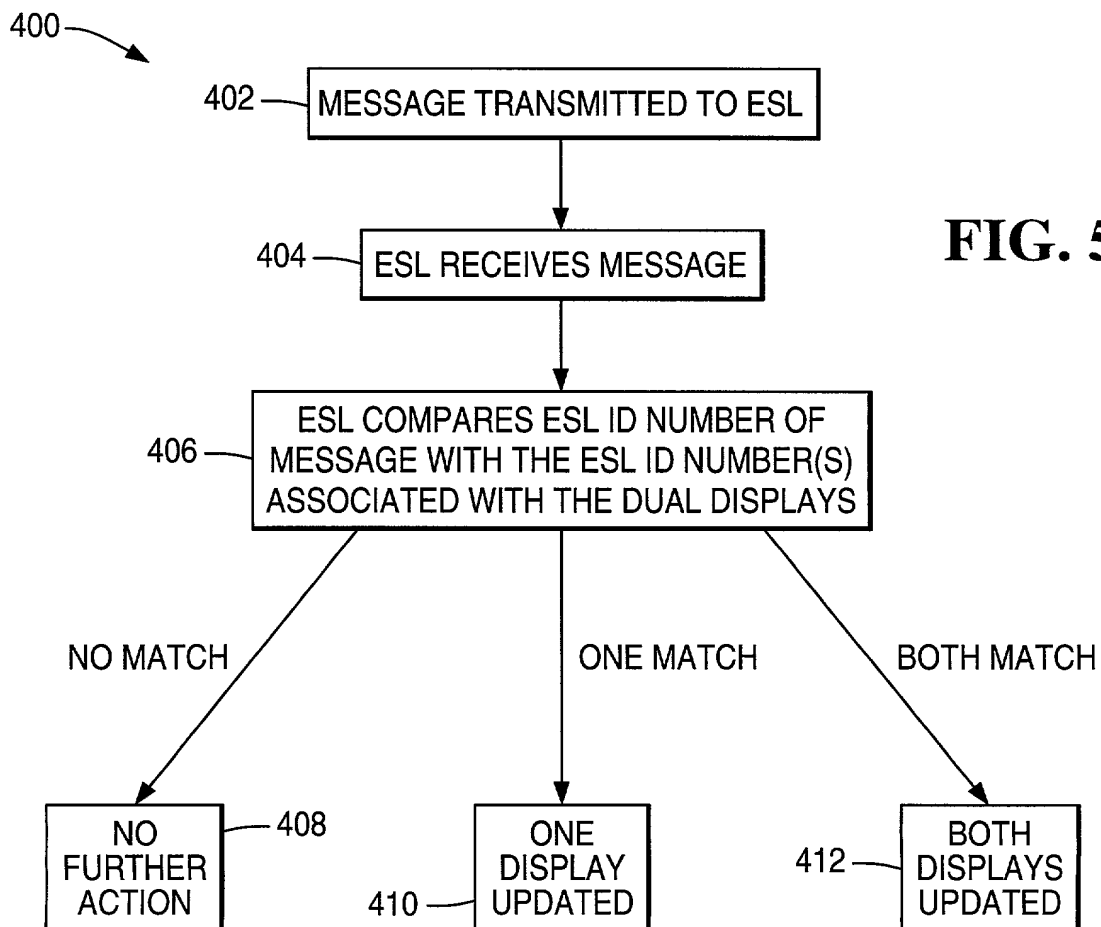 400
402
MESSAGE TRANSMITTED TO ESL
404
ESL RECEIVES MESSAGE
FIG. 5
406
ESL COMPARES ESL ID NUMBER OF
MESSAGE WITH THE ESL ID NUMBER(S)
ASSOCIATED WITH THE DUAL DISPLAYS
NO MATCH
ONE MATCH
BOTH MATCH
NO
FURTHER
ACTION
408
ONE
DISPLAY
UPDATED
410
BOTH
DISPLAYS
UPDATED
412